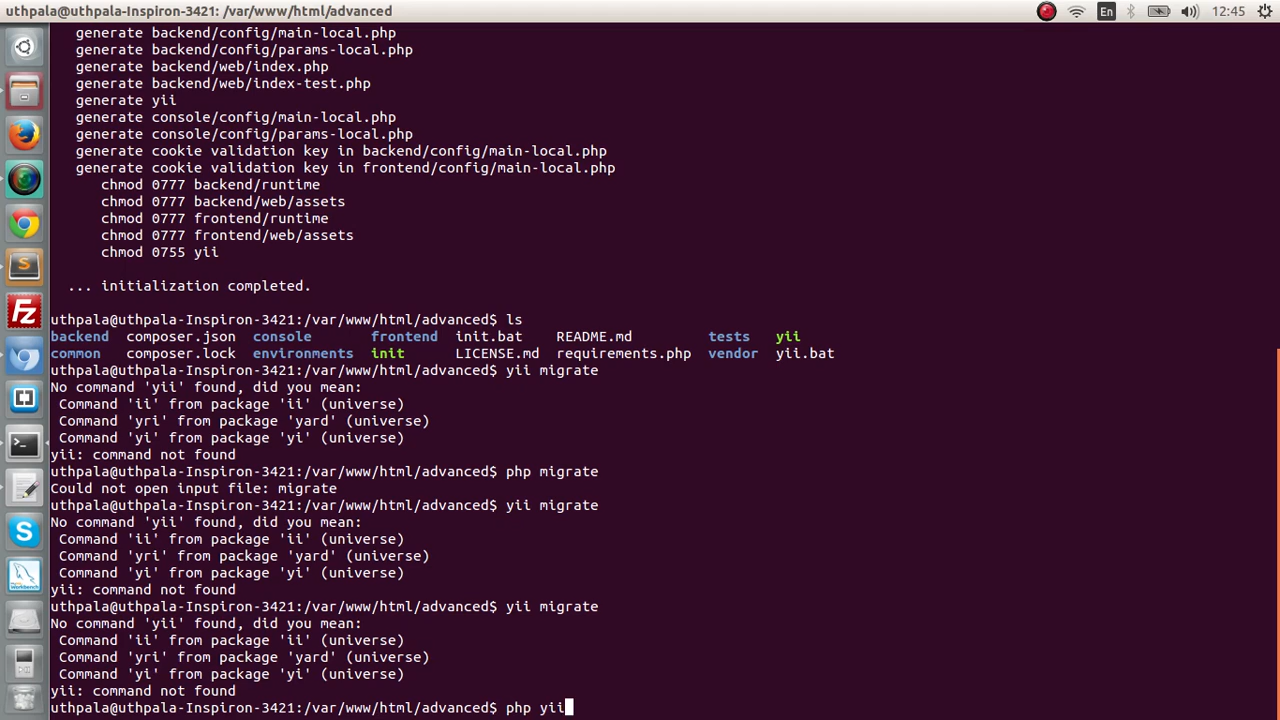 uthpala@uthpala-Inspiron-3421: /var/www/html/advanced
En
12:45
generate backend/config/main-local.php
generate backend/config/params-local.php
generate backend/web/index.php
generate backend/web/index-test.php
generate yii
generate console/config/main-local.php
generate console/config/params-local.php
generate cookie validation key in backend/config/main-local.php
generate cookie validation key in frontend/config/main-local.php
chmod 0777 backend/runtime
chmod 0777 backend/web/assets
chmod 0777 frontend/runtime
chmod 0777 frontend/web/assets
chmod 0755 yii
... initialization completed.
uthpala@uthpala-Inspiron-3421:/var/www/html/advanced$ ls
backend composer.json console frontend init.bat README.md tests yii
common composer.lock environments init LICENSE.md requirements.php vendor yii.bat
uthpala@uthpala-Inspiron-3421:/var/www/html/advanced$ yii migrate
No command 'yii' found, did you mean:
Command 'ii' from package 'ii' (universe)
Command 'yri' from package 'yard' (universe)
Command 'yi' from package 'yi' (universe)
yii: command not found
uthpala@uthpala-Inspiron-3421:/var/www/html/advanced$ php migrate
Could not open input file: migrate
uthpala@uthpala-Inspiron-3421:/var/www/html/advanced$ yii migrate
No command 'yii' found, did you mean:
Command 'ii' from package 'ii' (universe)
Command 'yri' from package 'yard' (universe)
Command 'yi' from package 'yi' (universe)
yii: command not found
uthpala@uthpala-Inspiron-3421:/var/www/html/advanced$ yii migrate
No command 'yii' found, did you mean:
Command 'ii' from package 'ii' (universe)
Command 'yri' from package 'yard' (universe)
Command 'yi' from package 'yi' (universe)
yii: command not found
uthpala@uthpala-Inspiron-3421:/var/www/html/advanced$ php yii